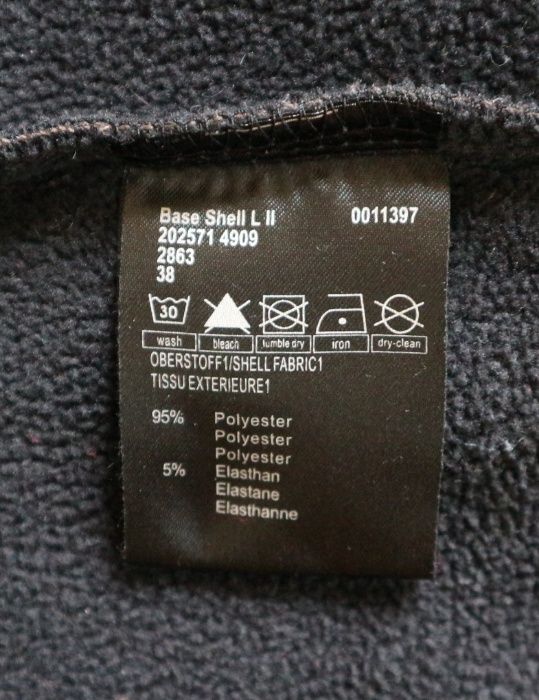 Base Shell L II 0011397
202571 4909
2863
38
30
wash bleach tumble dry iron dry-clean
OBERSTOFF1/SHELL FABRIC1
TISSU EXTERIEURE1
95% Polyester
Polyester
Polyester
5% Elasthan
Elastane
Elasthanne